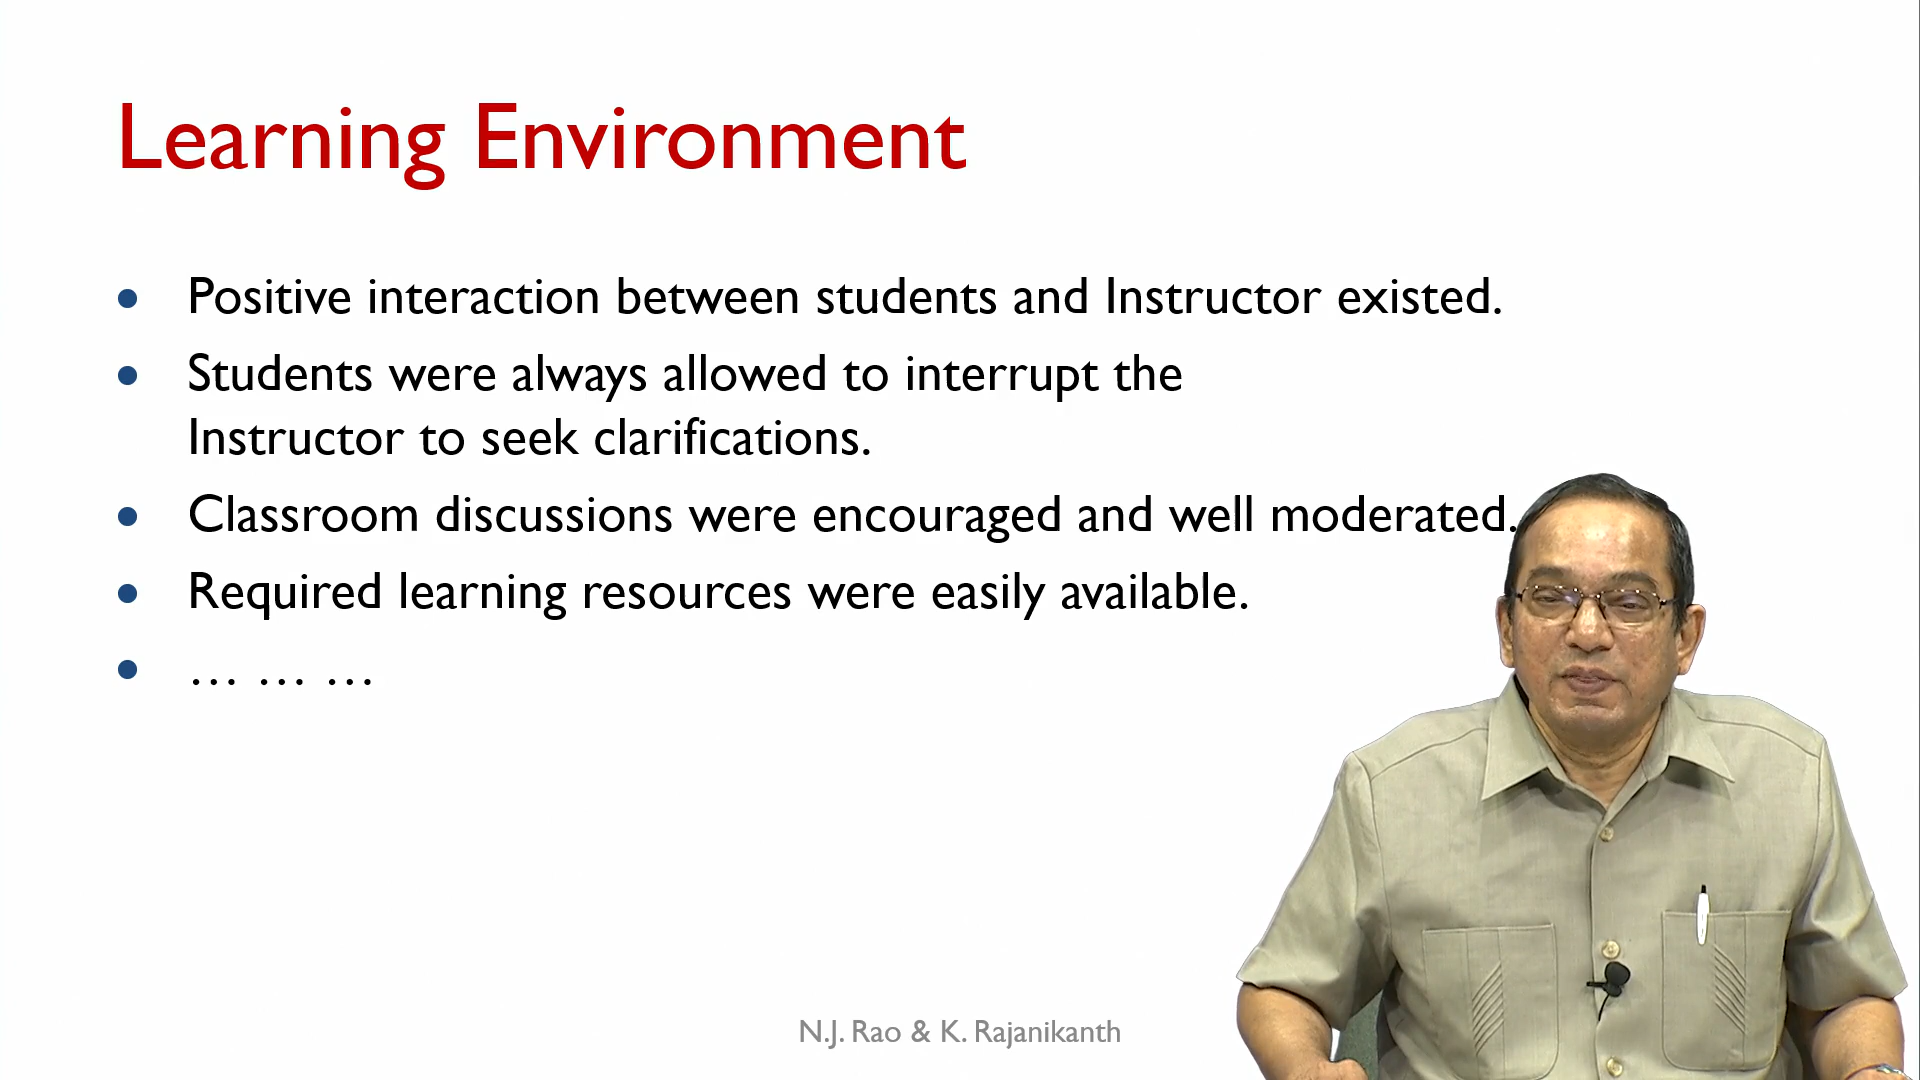 Learning Environment
• Positive interaction between students and Instructor existed.
• Students were always allowed to interrupt the
Instructor to seek clarifications.
• Classroom discussions were encouraged and well moderated.
• Required learning resources were easily available.
• … … …
N.J. Rao & K. Rajanikanth